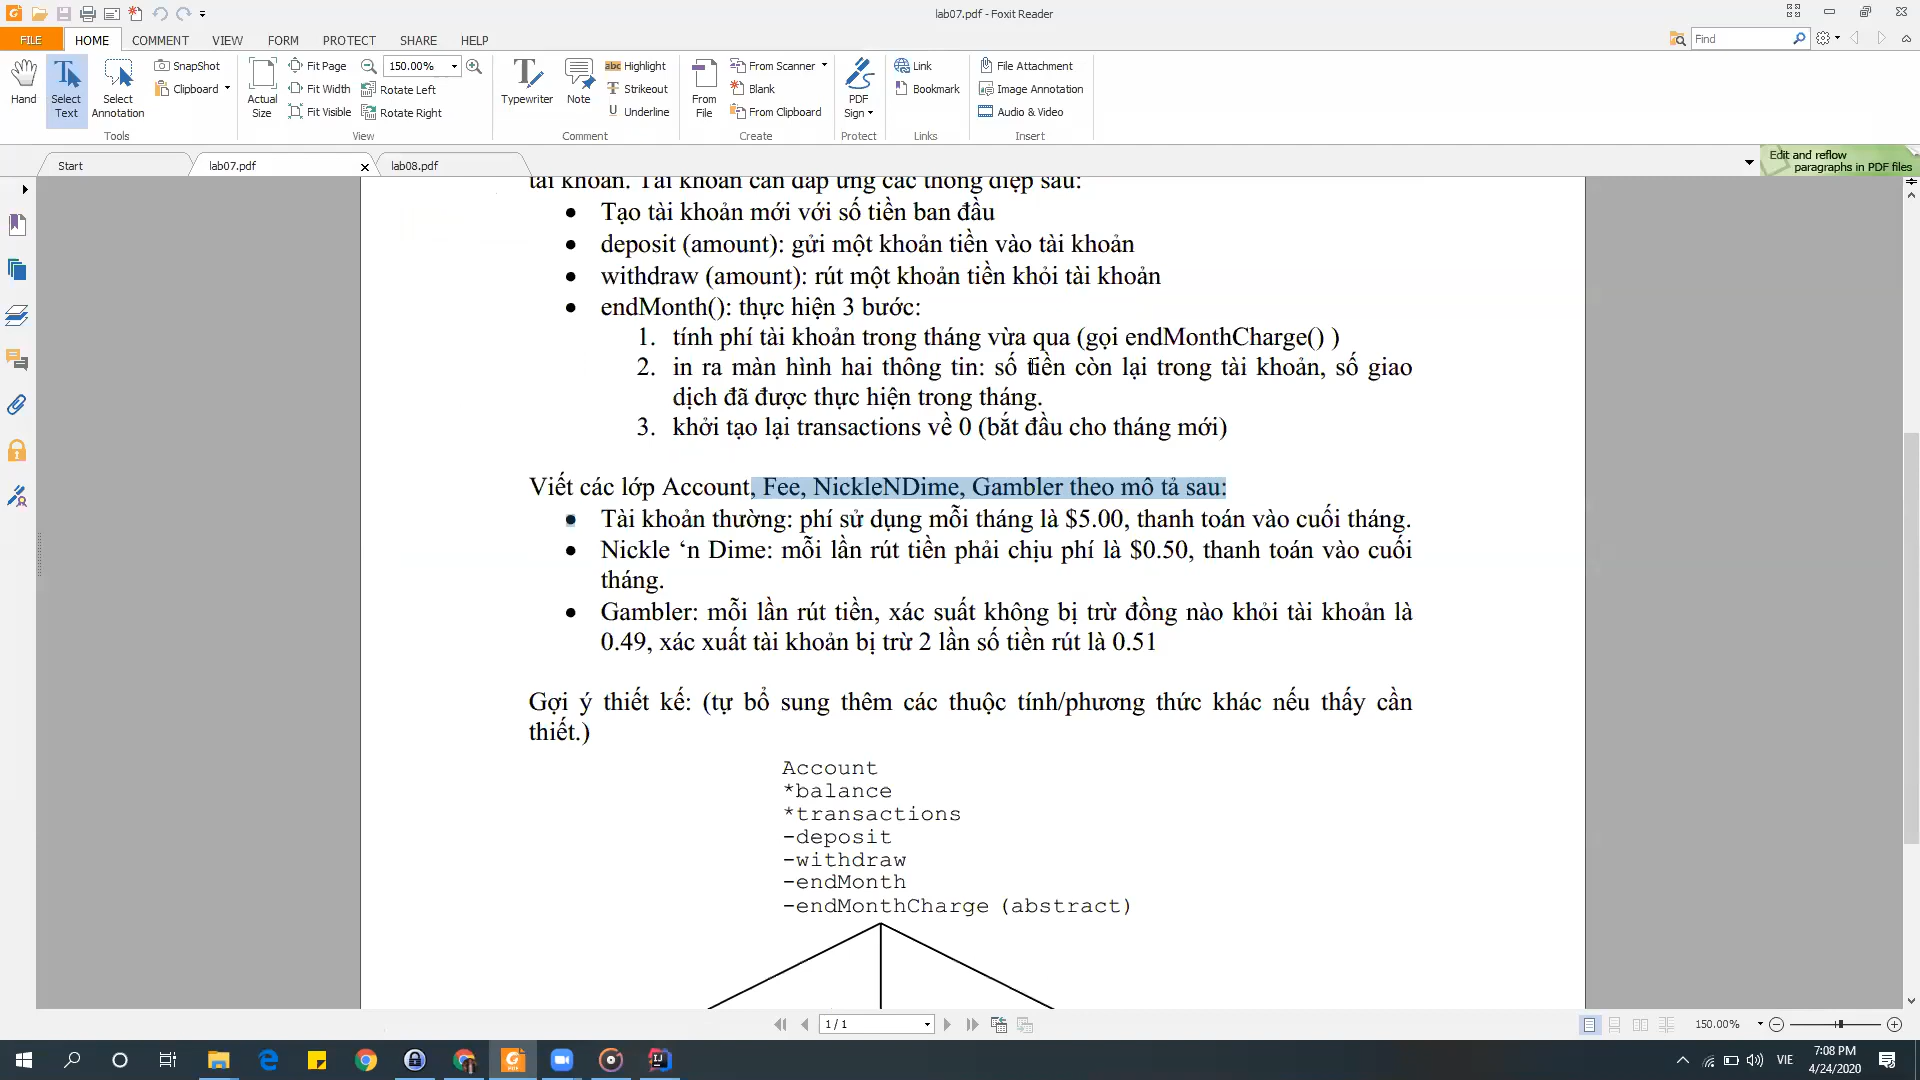 lab07.pdf - Foxit Reader
FILE HOME COMMENT VIEW FORM PROTECT SHARE HELP
Find
Hand
Select Text
Select Annotation
SnapShot
Clipboard
Tools
Actual Size
Fit Page
Fit Width
Fit Visible
150.00%
Rotate Left
Rotate Right
View
Typewriter
Note
Highlight
Strikeout
Underline
Comment
From File
From Scanner
Blank
From Clipboard
Create
PDF Sign
Protect
Link
Bookmark
Links
File Attachment
Image Annotation
Audio & Video
Insert
Start
lab07.pdf
lab08.pdf
Edit and reflow
paragraphs in PDF files
tài khoản. Tài khoản cần đáp ứng các thông điệp sau:
• Tạo tài khoản mới với số tiền ban đầu
• deposit (amount): gửi một khoản tiền vào tài khoản
• withdraw (amount): rút một khoản tiền khỏi tài khoản
• endMonth(): thực hiện 3 bước:
1. tính phí tài khoản trong tháng vừa qua (gọi endMonthCharge() )
2. in ra màn hình hai thông tin: số tiền còn lại trong tài khoản, số giao
dịch đã được thực hiện trong tháng.
3. khởi tạo lại transactions về 0 (bắt đầu cho tháng mới)
Viết các lớp Account, Fee, NickleNDime, Gambler theo mô tả sau:
• Tài khoản thường: phí sử dụng mỗi tháng là $5.00, thanh toán vào cuối tháng.
• Nickle ‘n Dime: mỗi lần rút tiền phải chịu phí là $0.50, thanh toán vào cuối
tháng.
• Gambler: mỗi lần rút tiền, xác suất không bị trừ đồng nào khỏi tài khoản là
0.49, xác xuất tài khoản bị trừ 2 lần số tiền rút là 0.51
Gợi ý thiết kế: (tự bổ sung thêm các thuộc tính/phương thức khác nếu thấy cần
thiết.)
Account
*balance
*transactions
-deposit
-withdraw
-endMonth
-endMonthCharge (abstract)
1 / 1
150.00%
VIE
7:08 PM
4/24/2020